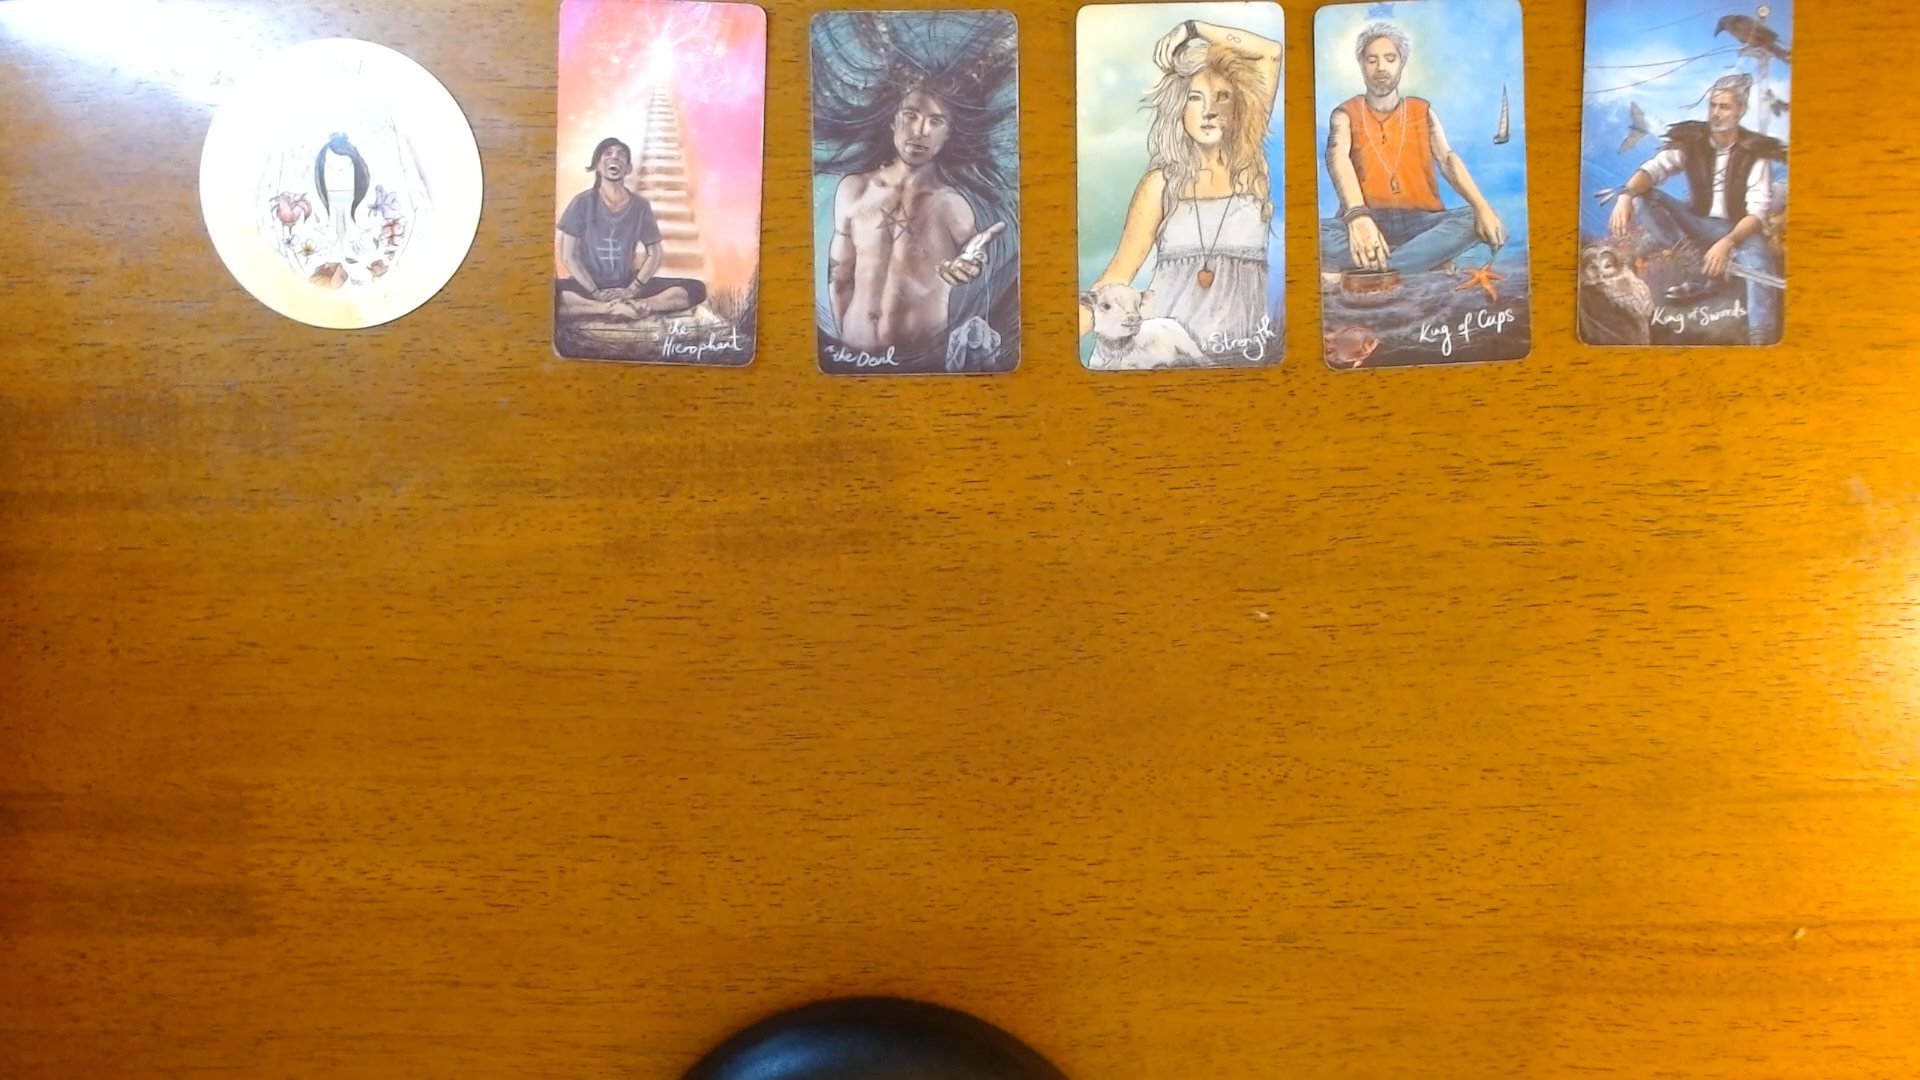 the
Hierophant
the Devil
Strength
King of Cups
King of Swords